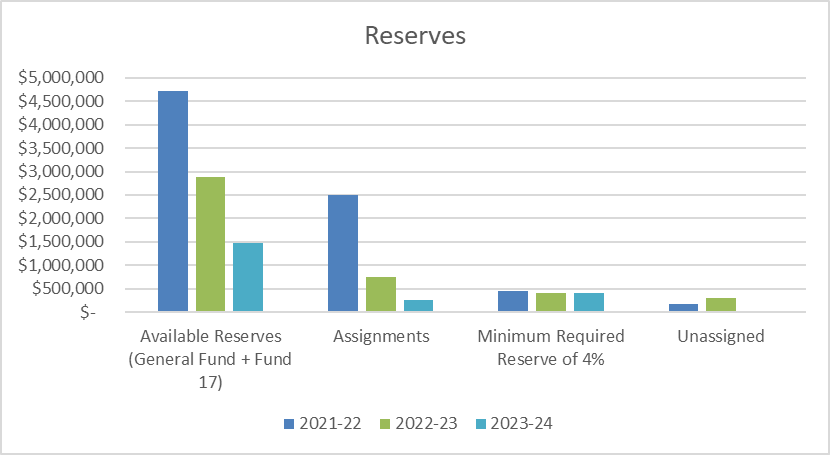 Reserves
$5,000,000
$4,500,000
$4,000,000
$3,500,000
$3,000,000
$2,500,000
$2,000,000
$1,500,000
$1,000,000
$500,000
$-
Available Reserves
(General Fund + Fund
17)
Assignments
Minimum Required
Reserve of 4%
Unassigned
2021-22 2022-23 2023-24